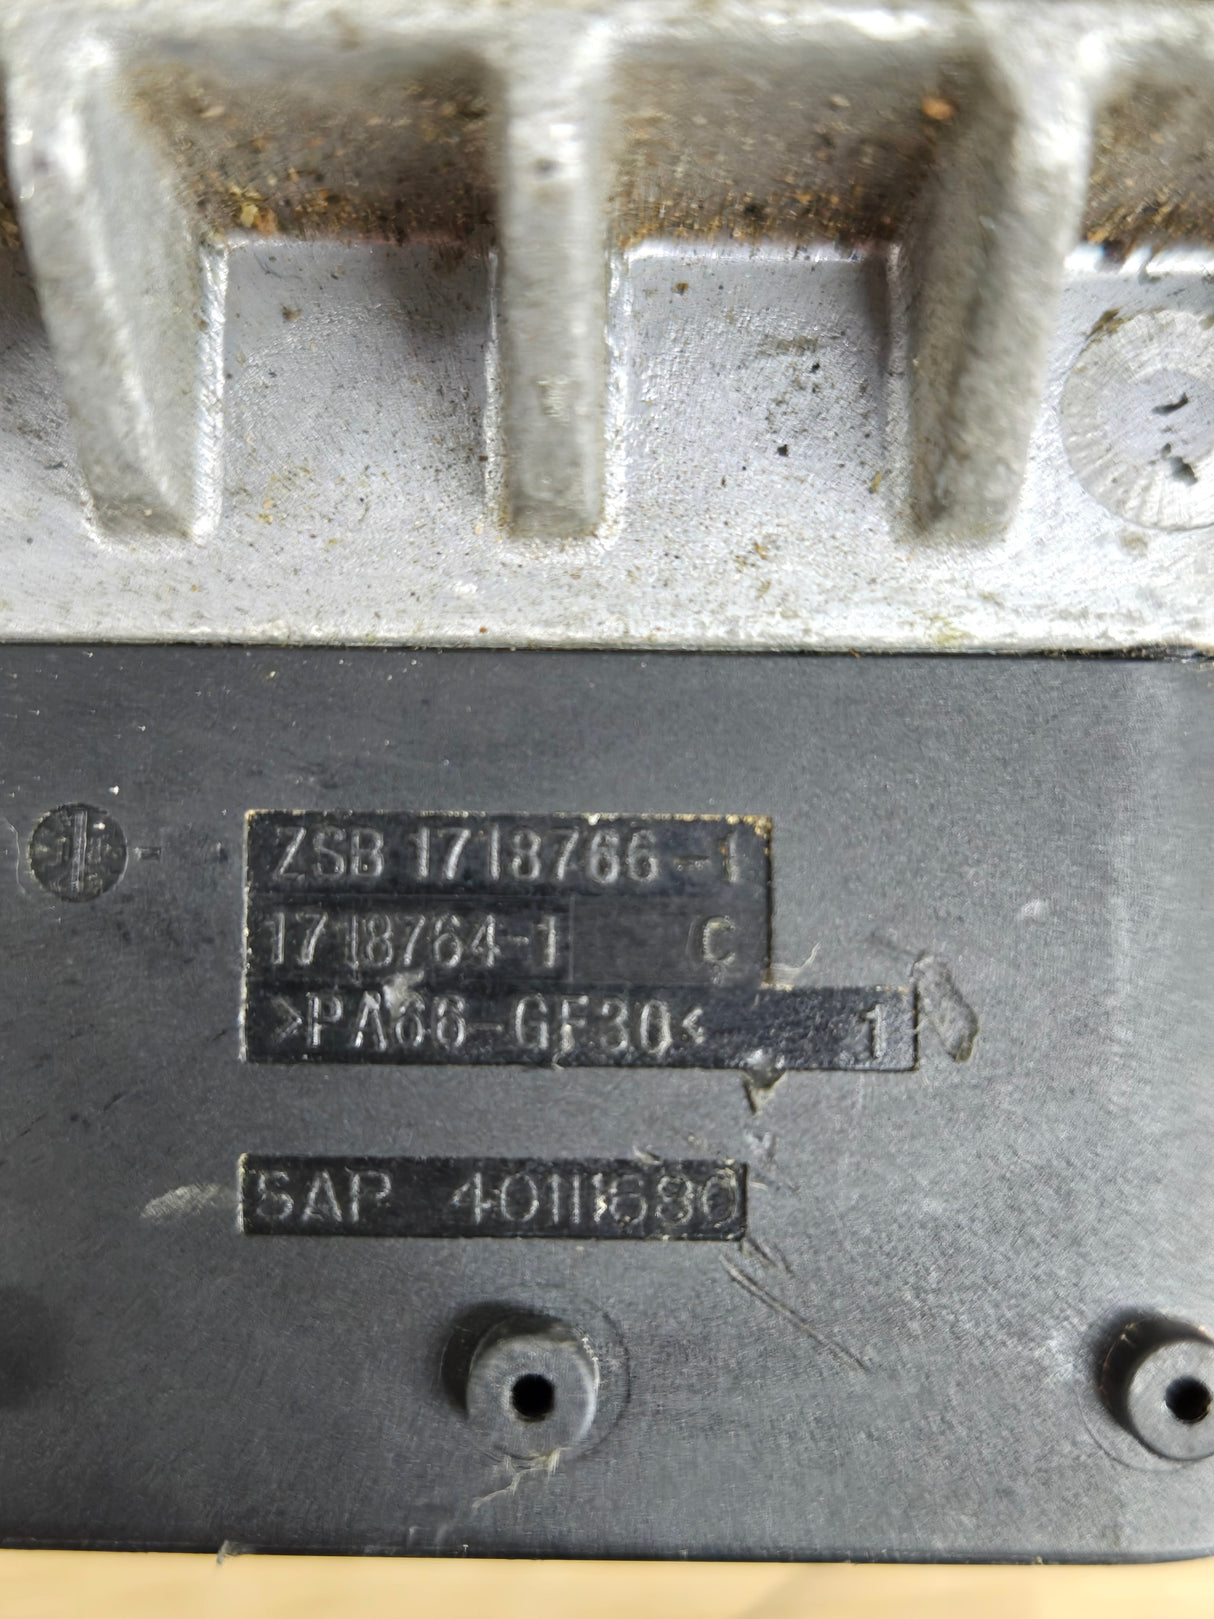 ZSB 1718766-1
1718764-1 C
>PA66-GF30< 1
SAP 40111680